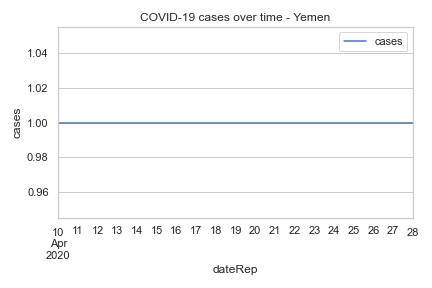 COVID-19 cases over time - Yemen
cases
1.04
1.02
1.00
0.98
0.96
cases
10 11 12 13 14 15 16 17 18 19 20 21 22 23 24 25 26 27 28
Apr
2020
dateRep